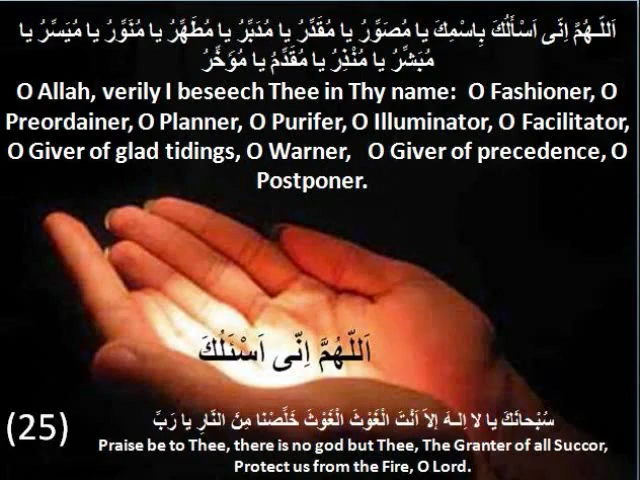 اَللَّـهُمَّ اِنّى اَسْأَلُكَ بِاسْمِكَ يا مُصَوِّرُ يا مُقَدِّرُ يا مُدَبِّرُ يا مُطَهِّرُ يا مُنَوِّرُ يا مُيَسِّرُ يا
مُبَشِّرُ يا مُنْذِرُ يا مُقَدِّمُ يا مُؤَخِّرُ
O Allah, verily I beseech Thee in Thy name: O Fashioner, O
Preordainer, O Planner, O Purifer, O Illuminator, O Facilitator,
O Giver of glad tidings, O Warner, O Giver of precedence, O
Postponer.
اَللّهُمَّ اِنّى اَسْئَلُكَ
(25)
سُبْحانَكَ يا لا اِلـهَ اِلاّ اَنْتَ الْغَوْثَ الْغَوْثَ خَلِّصْنا مِنَ النّارِ يا رَبِّ
Praise be to Thee, there is no god but Thee, The Granter of all Succor,
Protect us from the Fire, O Lord.